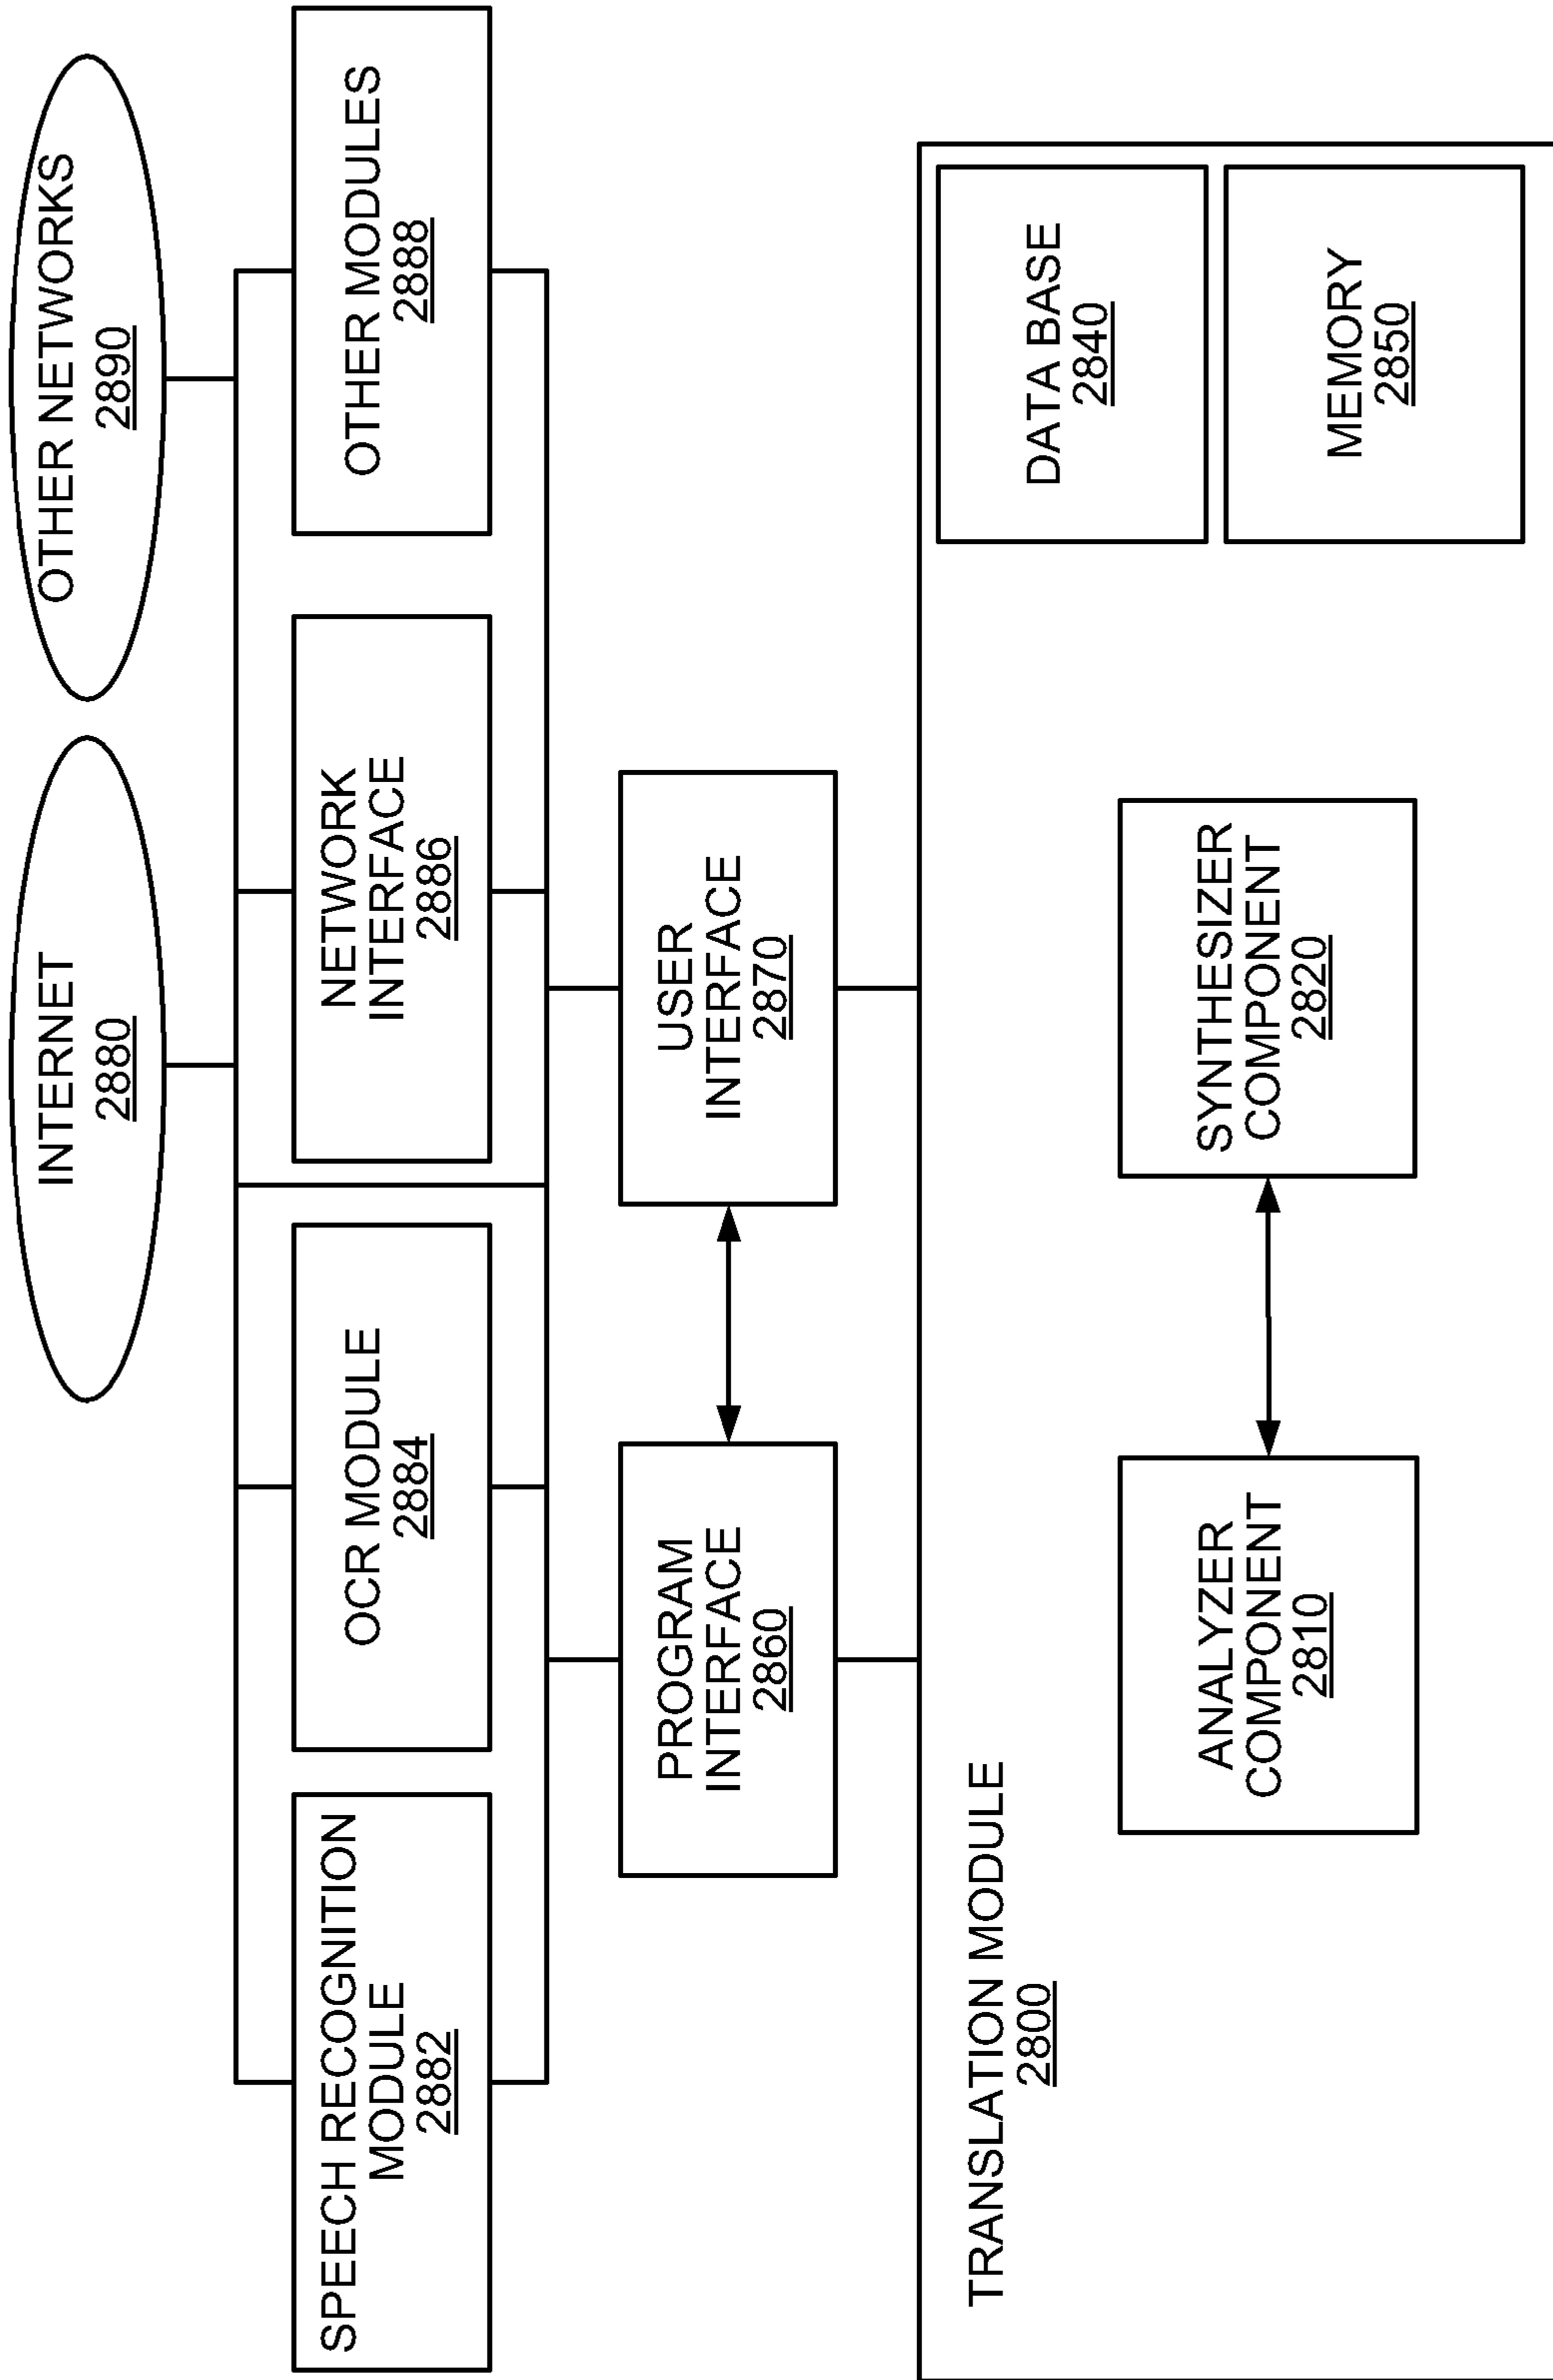 INTERNET
2880
OTHER NETWORKS
2890
SPEECH RECOGNITION
MODULE
2882
OCR MODULE
2884
NETWORK
INTERFACE
2886
OTHER MODULES
2888
PROGRAM
INTERFACE
2860
USER
INTERFACE
2870
TRANSLATION MODULE
2800
ANALYZER
COMPONENT
2810
SYNTHESIZER
COMPONENT
2820
DATA BASE
2840
MEMORY
2850